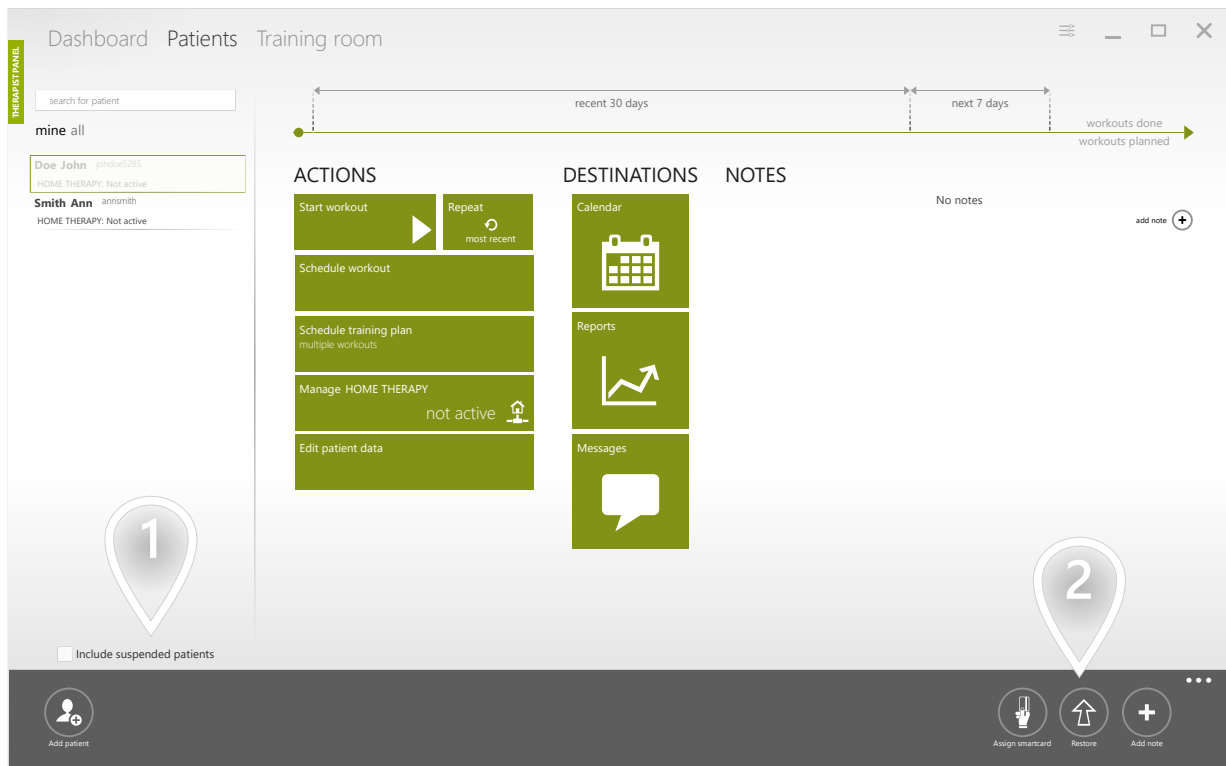 Dashboard Patients Training room
THERAPIST PANEL
search for patient
mine all
Doe John johdoe5285
HOME THERAPY: Not active
Smith Ann annsmith
HOME THERAPY: Not active
recent 30 days
next 7 days
workouts done
workouts planned
ACTIONS
Start workout
Repeat
most recent
Schedule workout
Schedule training plan
multiple workouts
Manage HOME THERAPY
not active
Edit patient data
DESTINATIONS
Calendar
Reports
Messages
NOTES
No notes
add note
1
2
Include suspended patients
Add patient
Assign smartcard
Restore
Add note